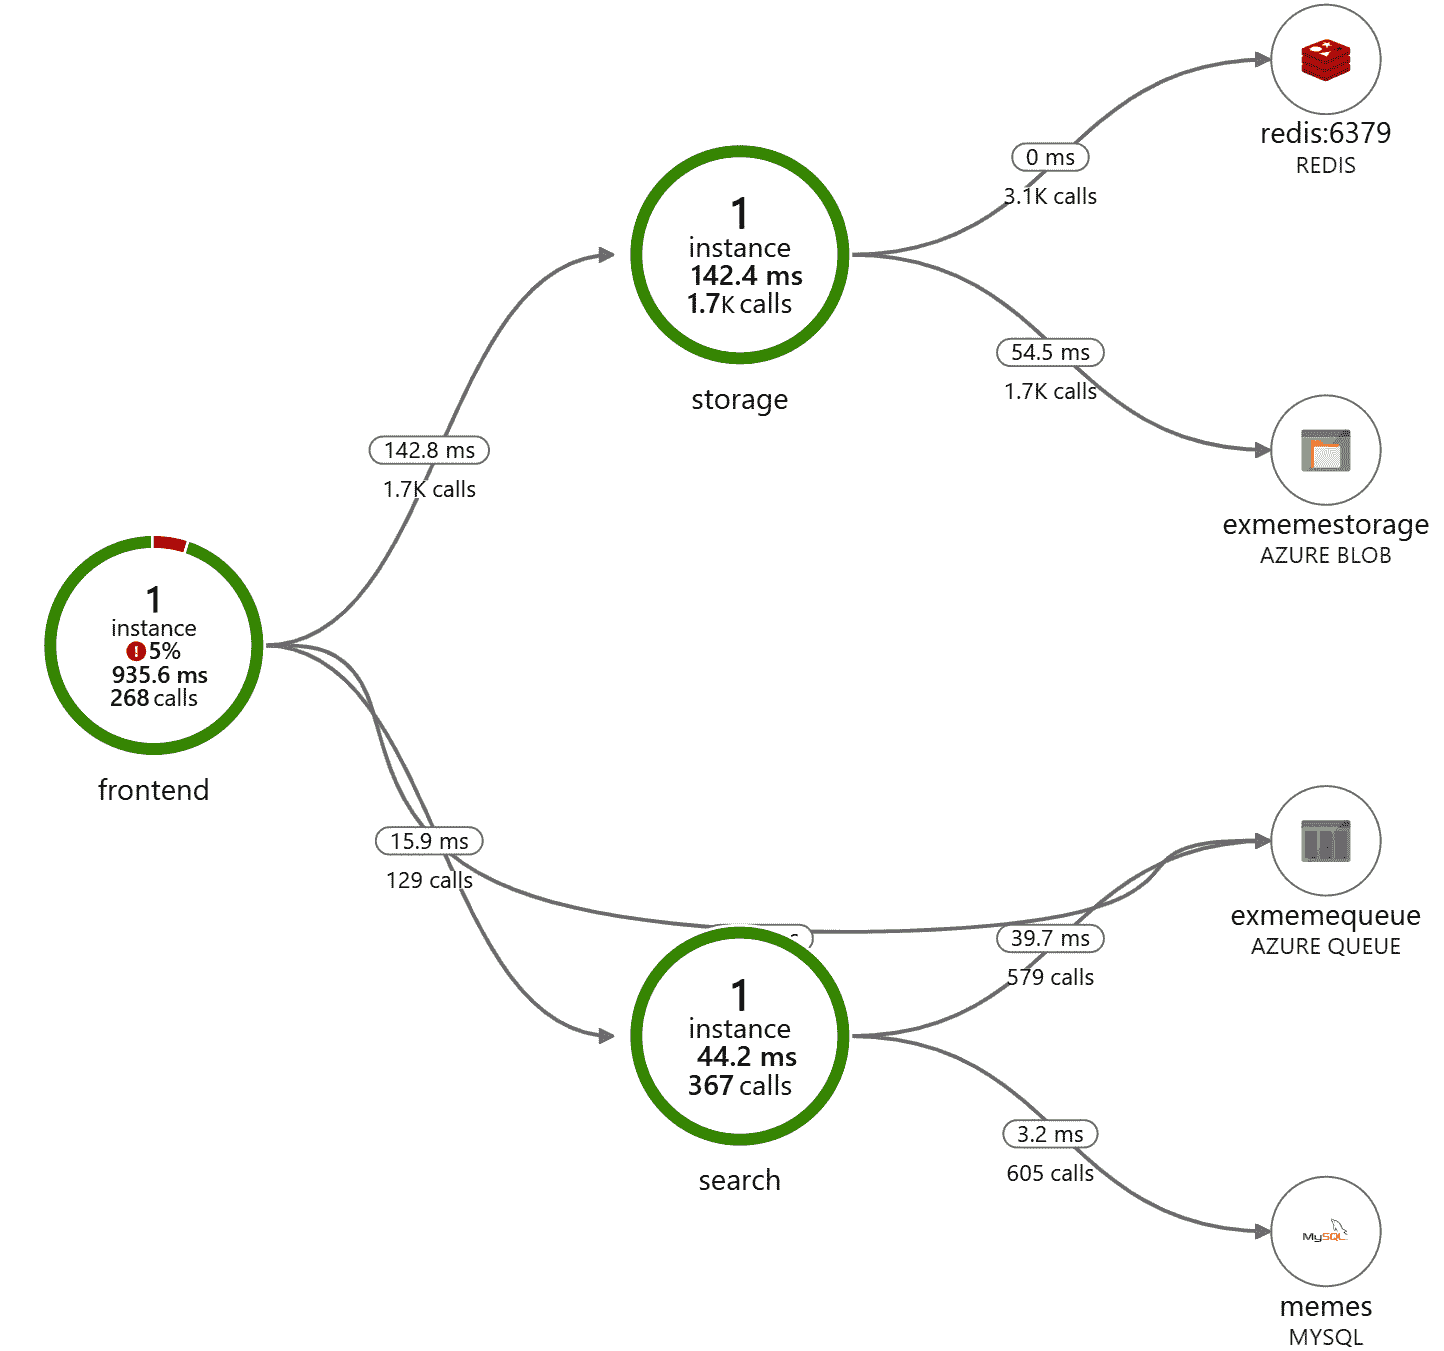 redis:6379
REDIS
0 ms
3.1K calls
1
instance
142.4 ms
1.7K calls
storage
54.5 ms
1.7K calls
exmemestorage
AZURE BLOB
142.8 ms
1.7K calls
1
instance
5%
935.6 ms
268 calls
frontend
15.9 ms
129 calls
exmemequeue
AZURE QUEUE
39.7 ms
579 calls
1
instance
44.2 ms
367 calls
search
3.2 ms
605 calls
MySQL
memes
MYSQL